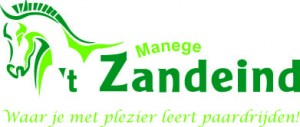 Manege
't Zandeind
Waar je met plezier leert paardrijden!